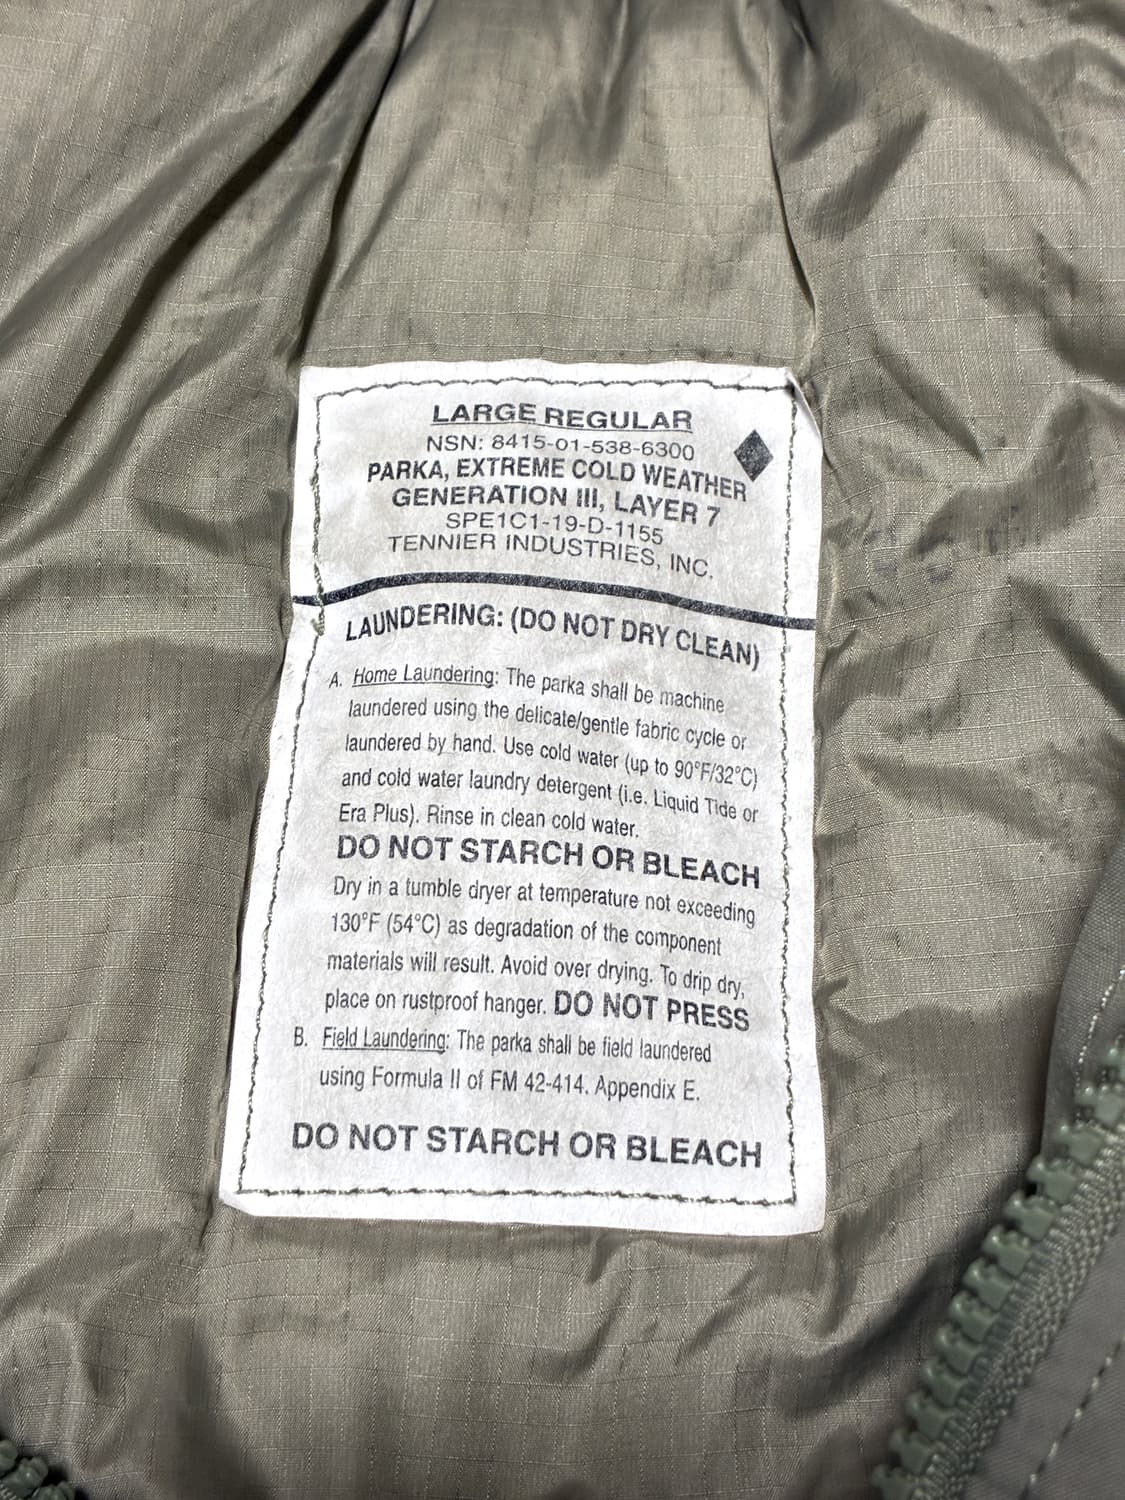 LARGE REGULAR
NSN: 8415-01-538-6300
PARKA, EXTREME COLD WEATHER
GENERATION III, LAYER 7
SPE1C1-19-D-1155
TENNIER INDUSTRIES, INC.
LAUNDERING: (DO NOT DRY CLEAN)
A. Home Laundering: The parka shall be machine
laundered using the delicate/gentle fabric cycle or
laundered by hand. Use cold water (up to 90°F/32°C)
and cold water laundry detergent (i.e. Liquid Tide or
Era Plus). Rinse in clean cold water.
DO NOT STARCH OR BLEACH
Dry in a tumble dryer at temperature not exceeding
130°F (54°C) as degradation of the component
materials will result. Avoid over drying. To drip dry,
place on rustproof hanger. DO NOT PRESS
B. Field Laundering: The parka shall be field laundered
using Formula II of FM 42-414. Appendix E.
DO NOT STARCH OR BLEACH